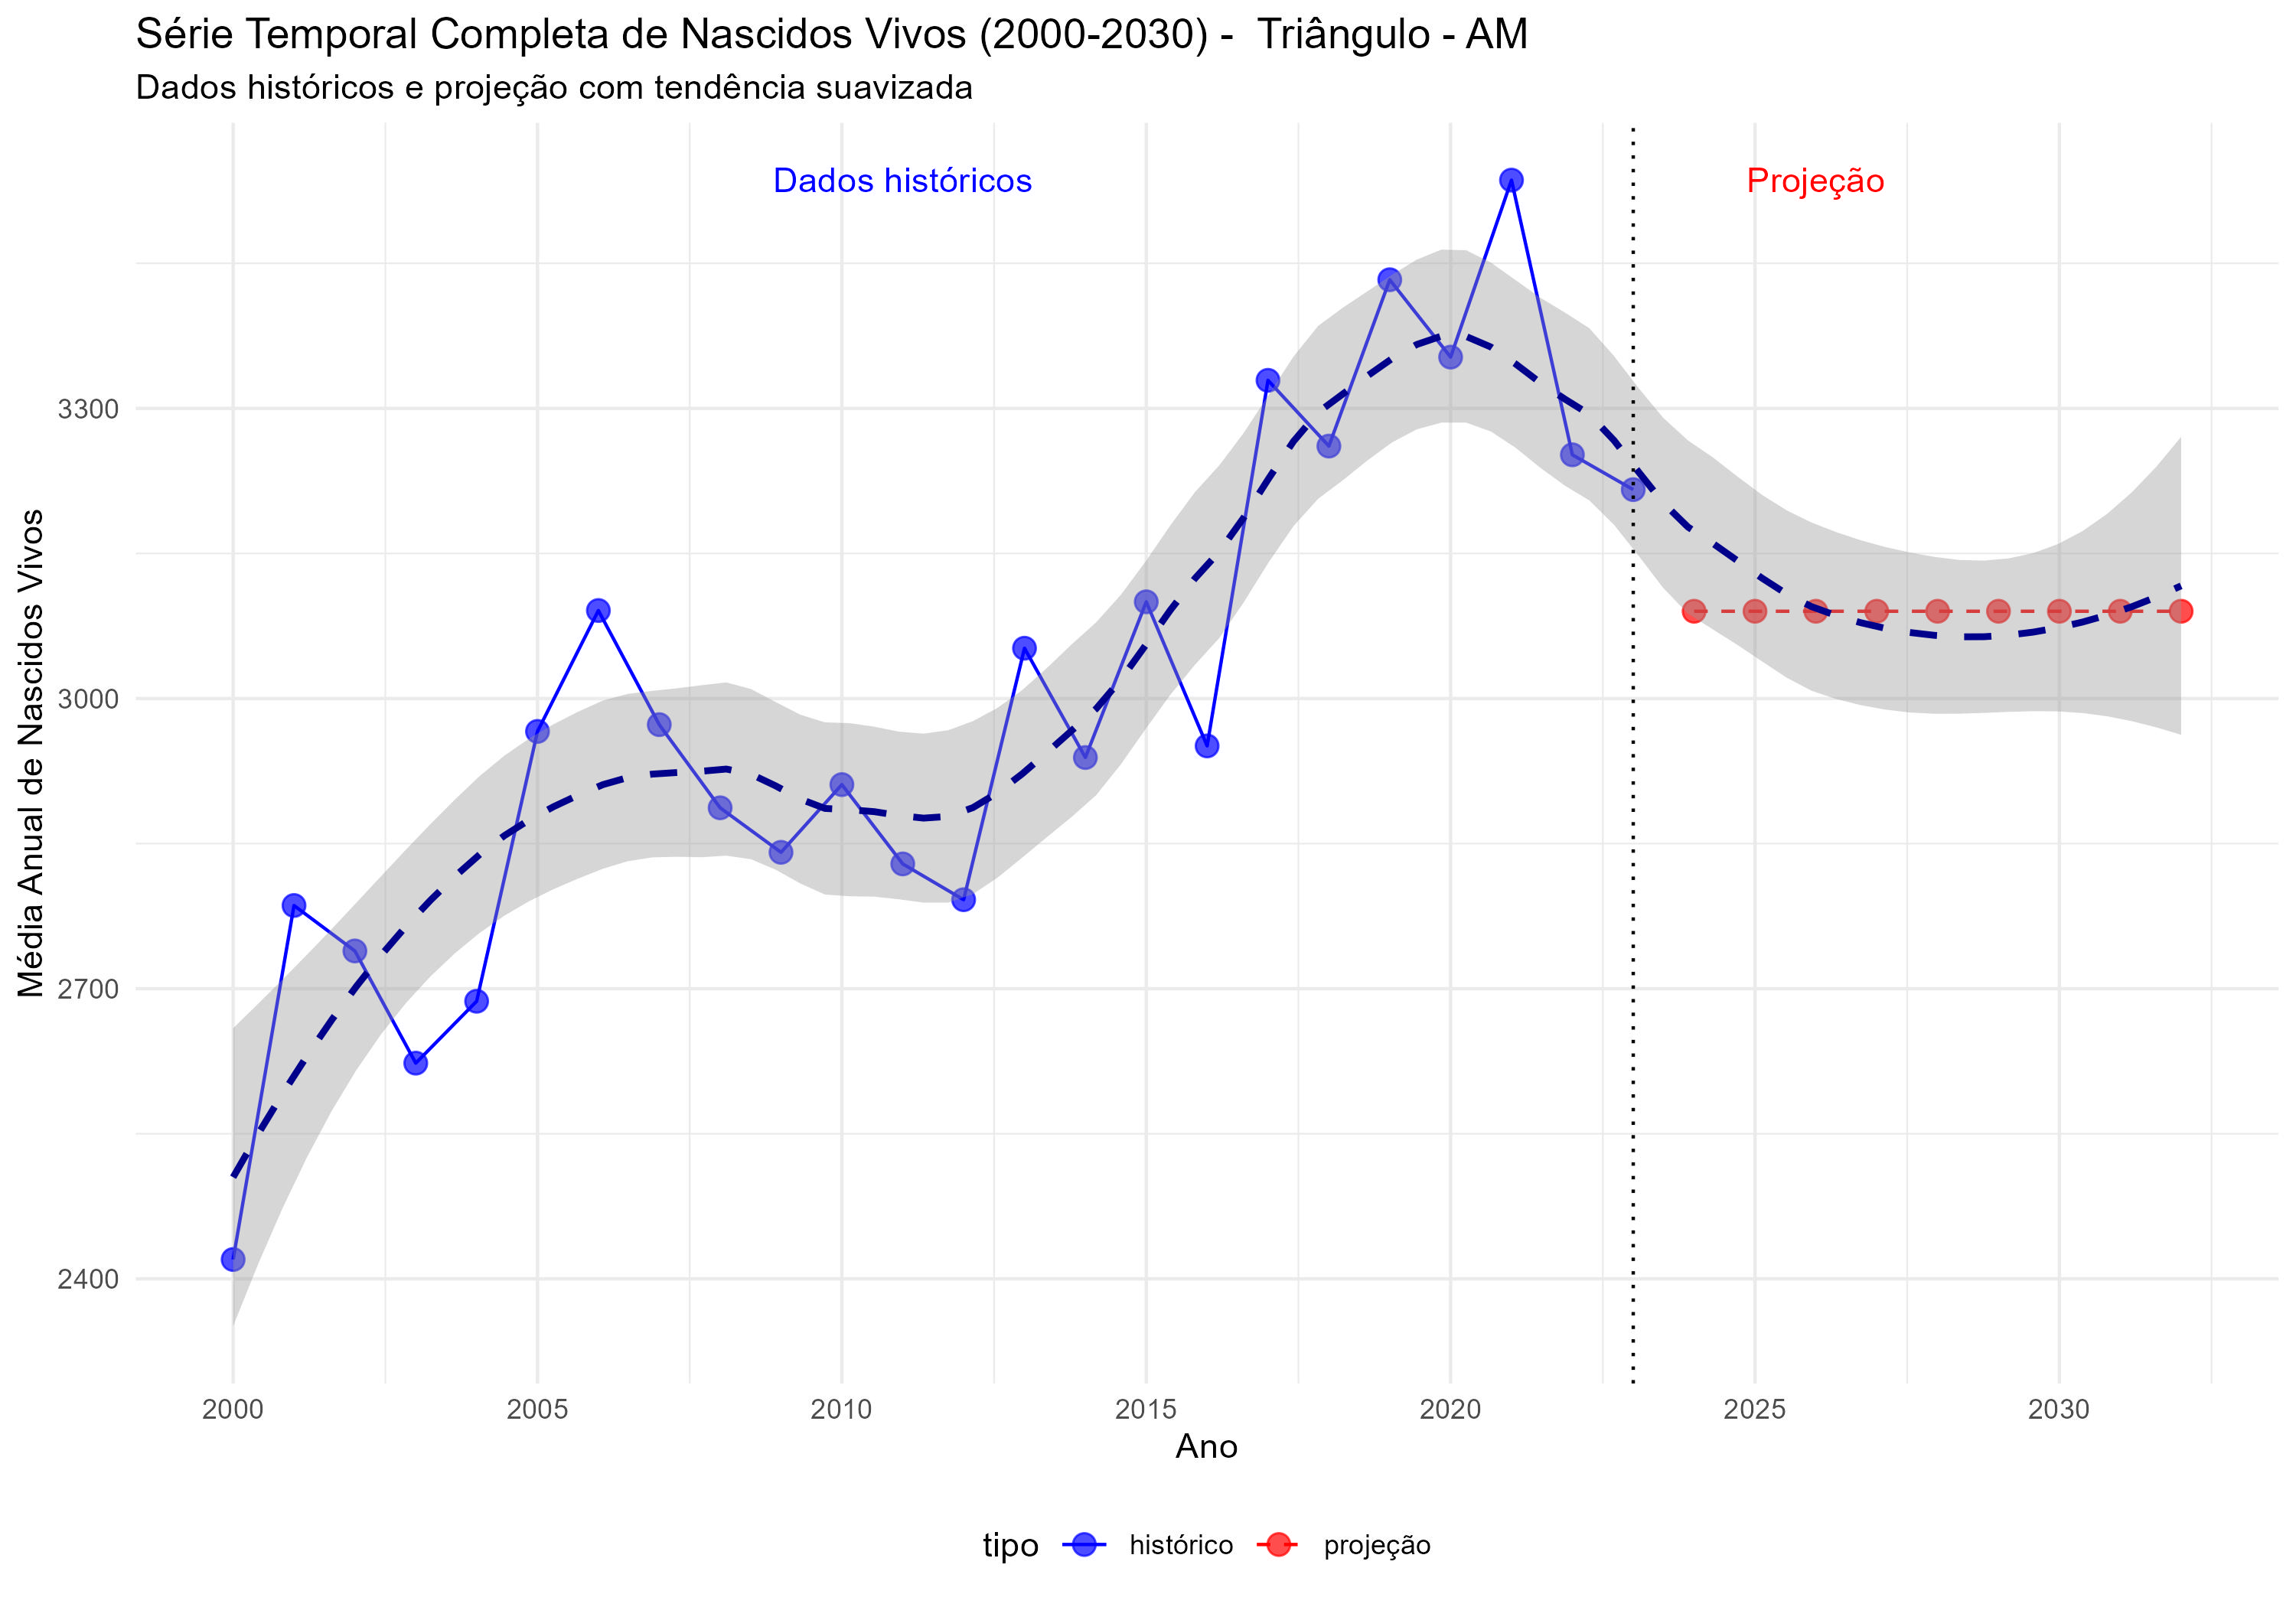 Série Temporal Completa de Nascidos Vivos (2000-2030) -  Triângulo - AM
Dados históricos e projeção com tendência suavizada
Dados históricos
Projeção
Média Anual de Nascidos Vivos
3300
3000
2700
2400
2000
2005
2010
2015
2020
2025
2030
Ano
tipo
histórico
projeção